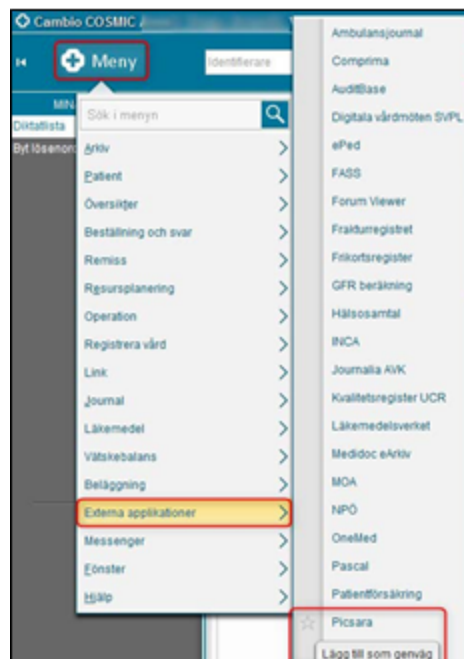 Cambio COSMIC
Meny
Identifierare
MIN
Diktatlista
Byt lösenord
Sök i menyn
Arkiv
Patient
Översikter
Beställning och svar
Remiss
Resursplanering
Operation
Registrera vård
Link
Journal
Läkemedel
Vätskebalans
Beläggning
Externa applikationer
Messenger
Fönster
Hjälp
Ambulansjournal
Comprima
AuditBase
Digitala vårdmöten SVPL
ePed
FASS
Forum Viewer
Frakturregistret
Frikortsregister
GFR beräkning
Hälsosamtal
INCA
Journalia AVK
Kvalitetsregister UCR
Läkemedelsverket
Medidoc eArkiv
MOA
NPÖ
OneMed
Pascal
Patientförsäkring
Picsara
Lägg till som genväg